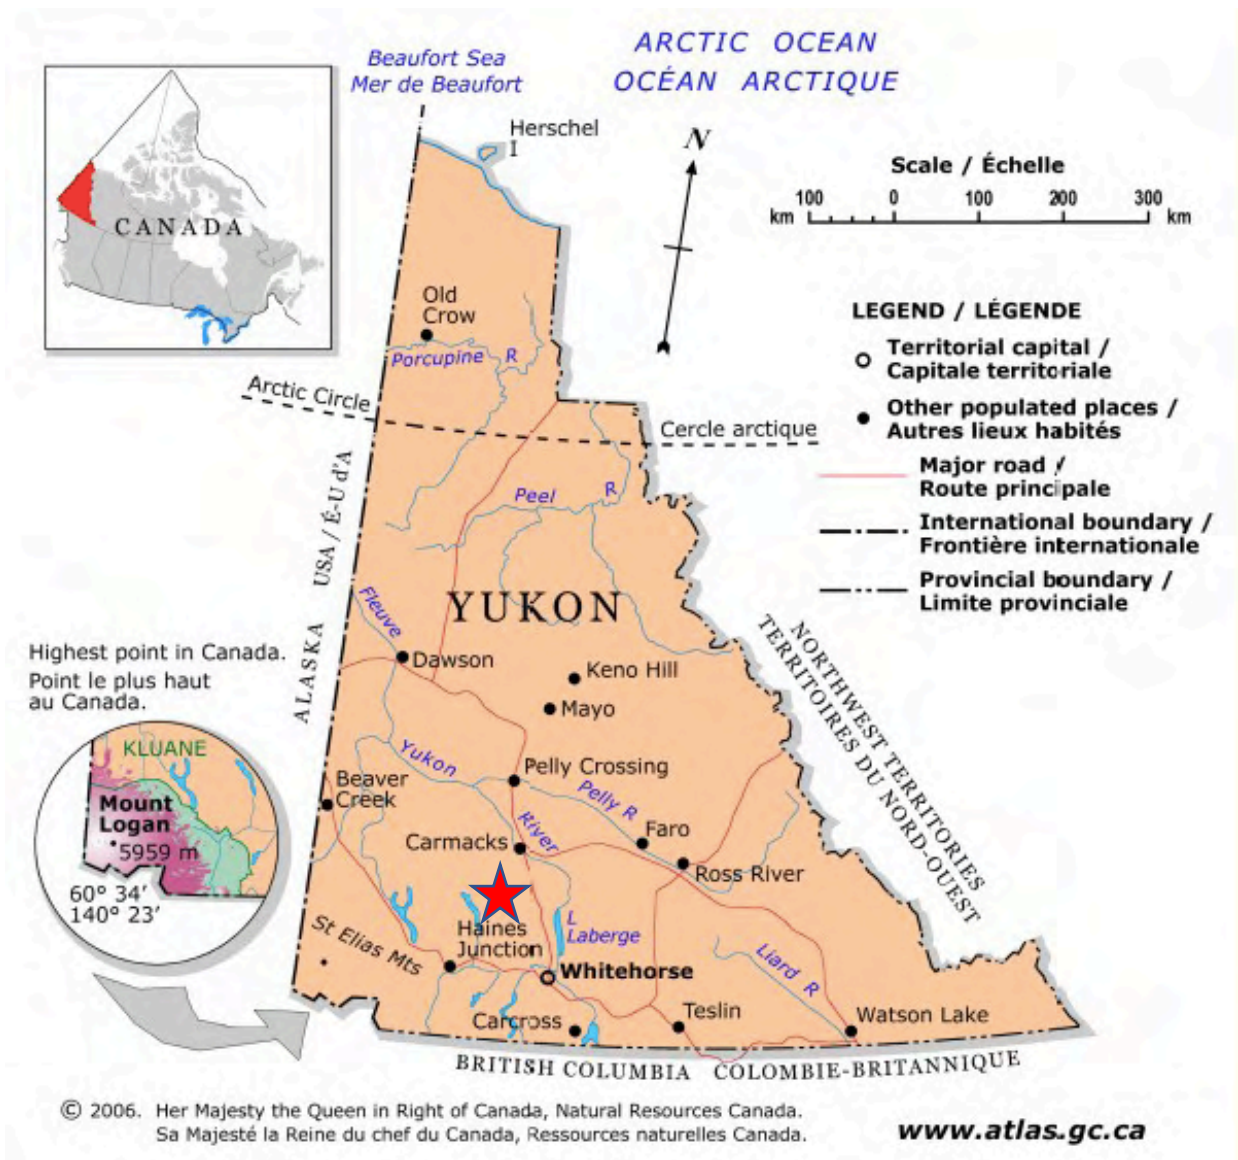 ARCTIC OCEAN
OCÉAN ARCTIQUE
Beaufort Sea
Mer de Beaufort
Herschel
I
N
Scale / Échelle
100 0 100 200 300
km km
CANADA
LEGEND / LÉGENDE
Territorial capital /
Capitale territoriale
Other populated places /
Autres lieux habités
Major road /
Route principale
International boundary /
Frontière internationale
Provincial boundary /
Limite provinciale
Old
Crow
Porcupine R
Arctic Circle
Cercle arctique
ALASKA USA / É-U d'A
Peel R
YUKON
Fleuve
Dawson
Keno Hill
Mayo
NORTHWEST TERRITORIES
TERRITOIRES DU NORD-OUEST
Highest point in Canada.
Point le plus haut
au Canada.
KLUANE
Mount
Logan
5959 m
60° 34'
140° 23'
Yukon
River
Pelly Crossing
Pelly R
Beaver
Creek
Carmacks
Faro
Ross River
St Elias Mts
Haines
Junction
L
Laberge
Whitehorse
Liard R
Carcross
Teslin
Watson Lake
BRITISH COLUMBIA COLOMBIE-BRITANNIQUE
© 2006. Her Majesty the Queen in Right of Canada, Natural Resources Canada.
Sa Majesté la Reine du chef du Canada, Ressources naturelles Canada.
www.atlas.gc.ca